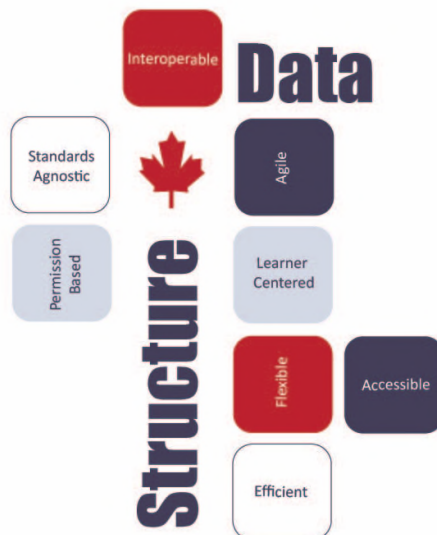 Interoperable
Data
Standards
Agnostic
Agile
Permission
Based
Structure
Learner
Centered
Flexible
Accessible
Efficient